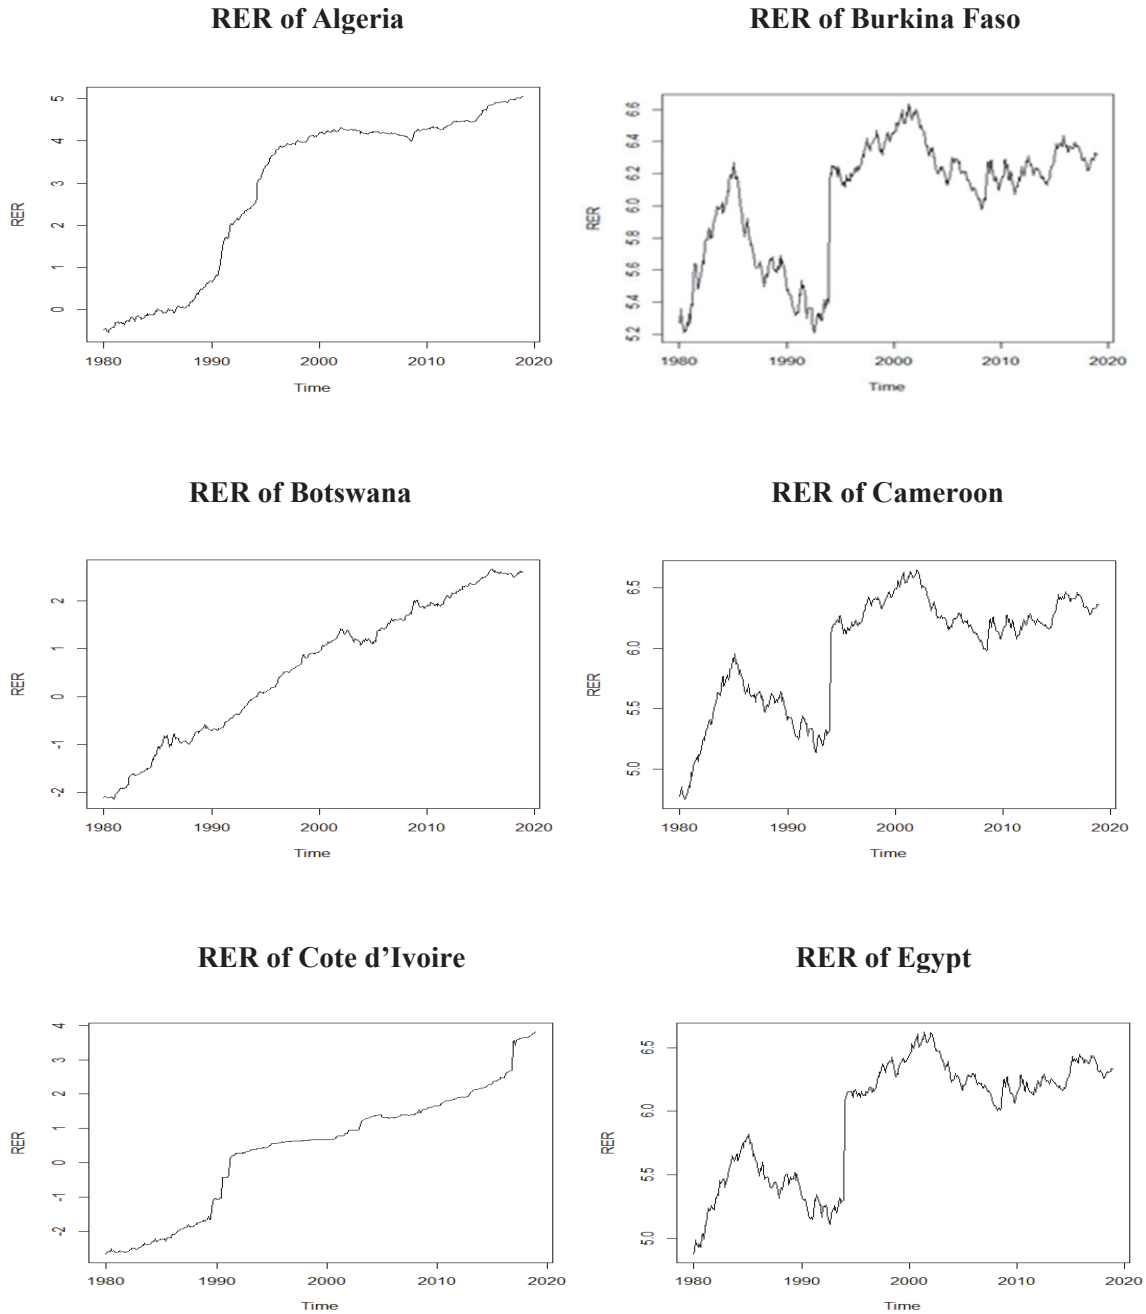 RER of Algeria
RER
5
4
3
2
1
0
1980 1990 2000 2010 2020
Time
RER of Burkina Faso
RER
6.6
6.4
6.2
6.0
5.8
5.6
5.4
5.2
1980 1990 2000 2010 2020
Time
RER of Botswana
RER
2
1
0
-1
-2
1980 1990 2000 2010 2020
Time
RER of Cameroon
RER
6.5
6.0
5.5
5.0
1980 1990 2000 2010 2020
Time
RER of Cote d’Ivoire
RER
4
3
2
1
0
-1
-2
1980 1990 2000 2010 2020
Time
RER of Egypt
RER
6.5
6.0
5.5
5.0
1980 1990 2000 2010 2020
Time